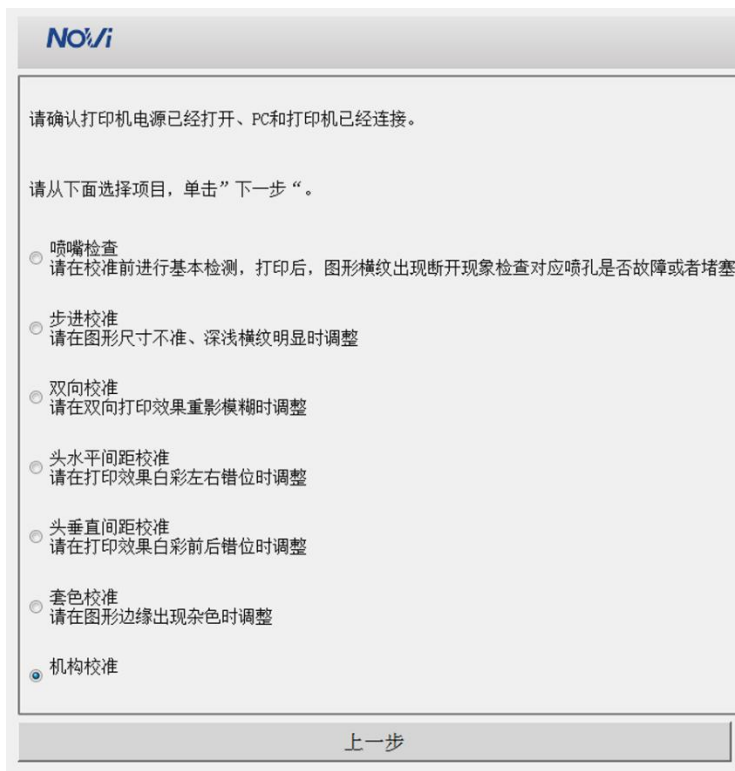 NOVi
请确认打印机电源已经打开、PC和打印机已经连接。
请从下面选择项目，单击”下一步“。
喷嘴检查
请在校准前进行基本检测，打印后，图形横纹出现断开现象检查对应喷孔是否故障或者堵塞
步进校准
请在图形尺寸不准、深浅横纹明显时调整
双向校准
请在双向打印效果重影模糊时调整
头水平间距校准
请在打印效果白彩左右错位时调整
头垂直间距校准
请在打印效果白彩前后错位时调整
套色校准
请在图形边缘出现杂色时调整
机构校准
上一步